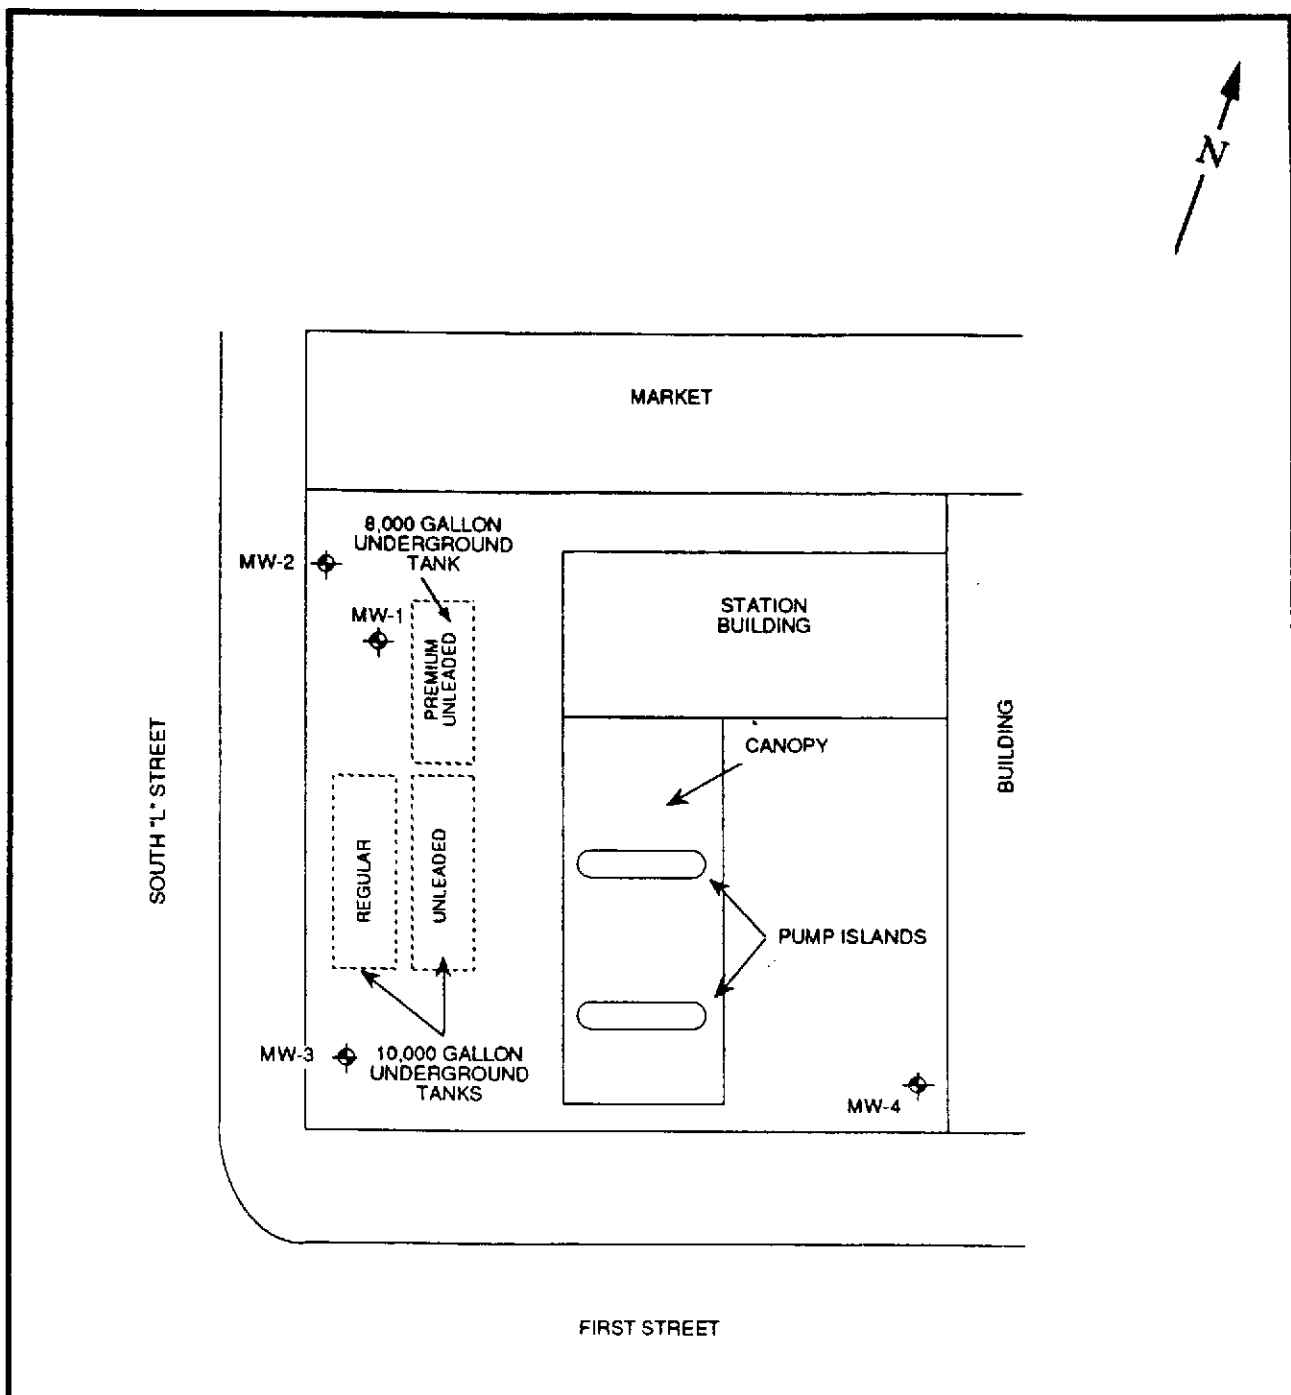 N
MARKET
8,000 GALLON
UNDERGROUND
TANK
MW-2
MW-1
PREMIUM
UNLEADED
STATION
BUILDING
CANOPY
BUILDING
SOUTH "L" STREET
REGULAR
UNLEADED
PUMP ISLANDS
MW-3
10,000 GALLON
UNDERGROUND
TANKS
MW-4
FIRST STREET